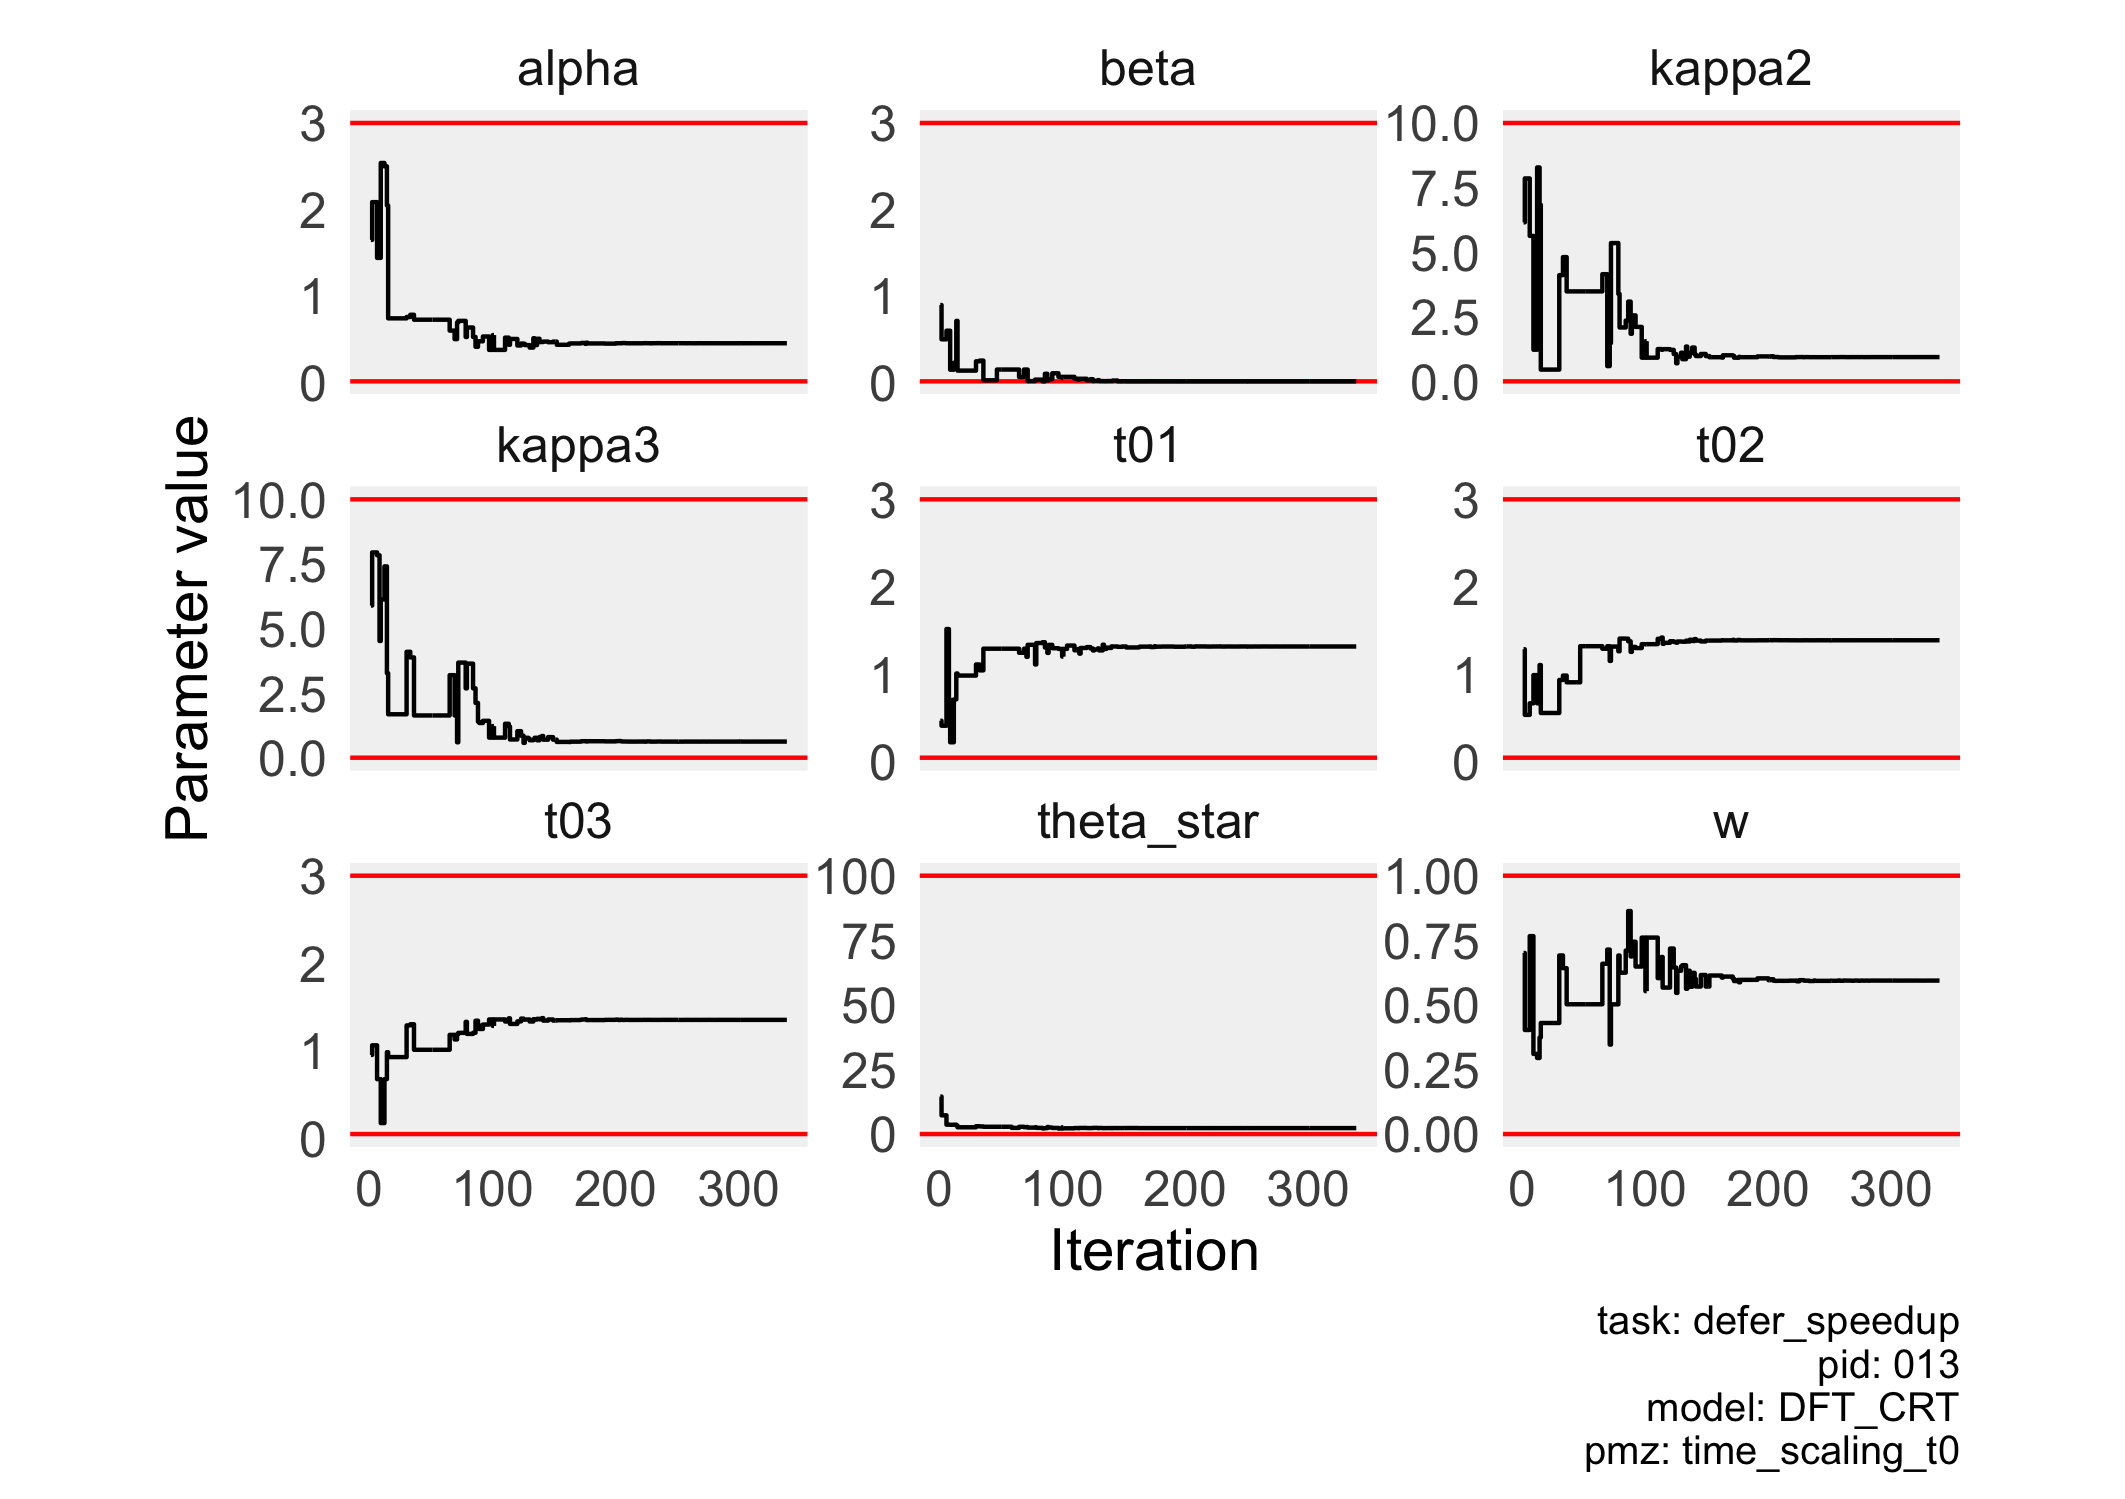 alpha
beta
kappa2
3
2
1
0
3
2
1
0
10.0
7.5
5.0
2.5
0.0
kappa3
t01
t02
10.0
7.5
5.0
2.5
0.0
3
2
1
0
3
2
1
0
t03
theta_star
w
3
2
1
0
100
75
50
25
0
1.00
0.75
0.50
0.25
0.00
0 100 200 300
0 100 200 300
0 100 200 300
Parameter value
Iteration
task: defer_speedup
pid: 013
model: DFT_CRT
pmz: time_scaling_t0